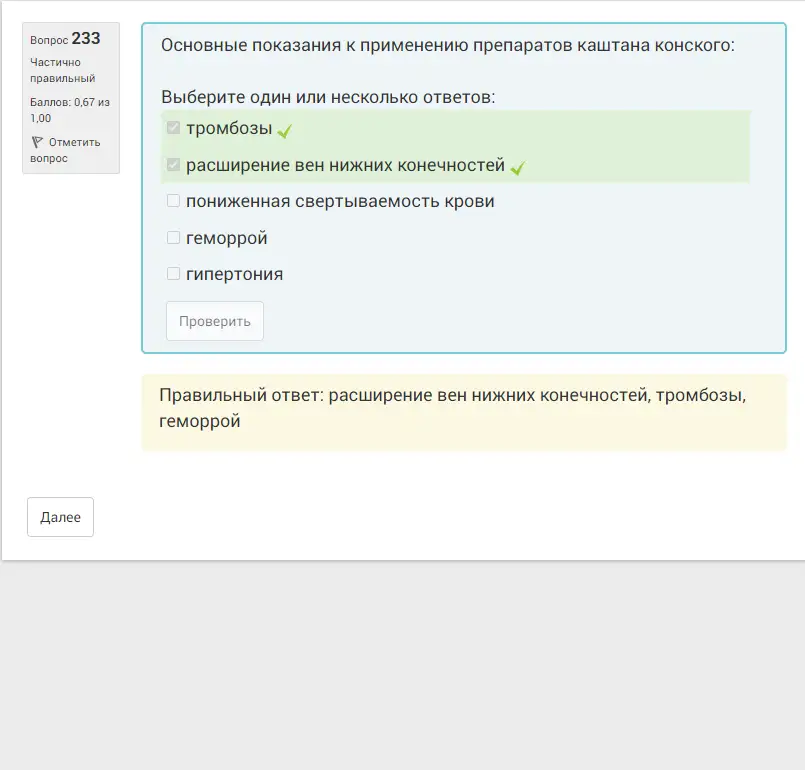 Вопрос 233
Частично
правильный
Баллов: 0,67 из
1,00
Отметить
вопрос
Основные показания к применению препаратов каштана конского:
Выберите один или несколько ответов:
тромбозы
расширение вен нижних конечностей
пониженная свертываемость крови
геморрой
гипертония
Проверить
Правильный ответ: расширение вен нижних конечностей, тромбозы,
геморрой
Далее